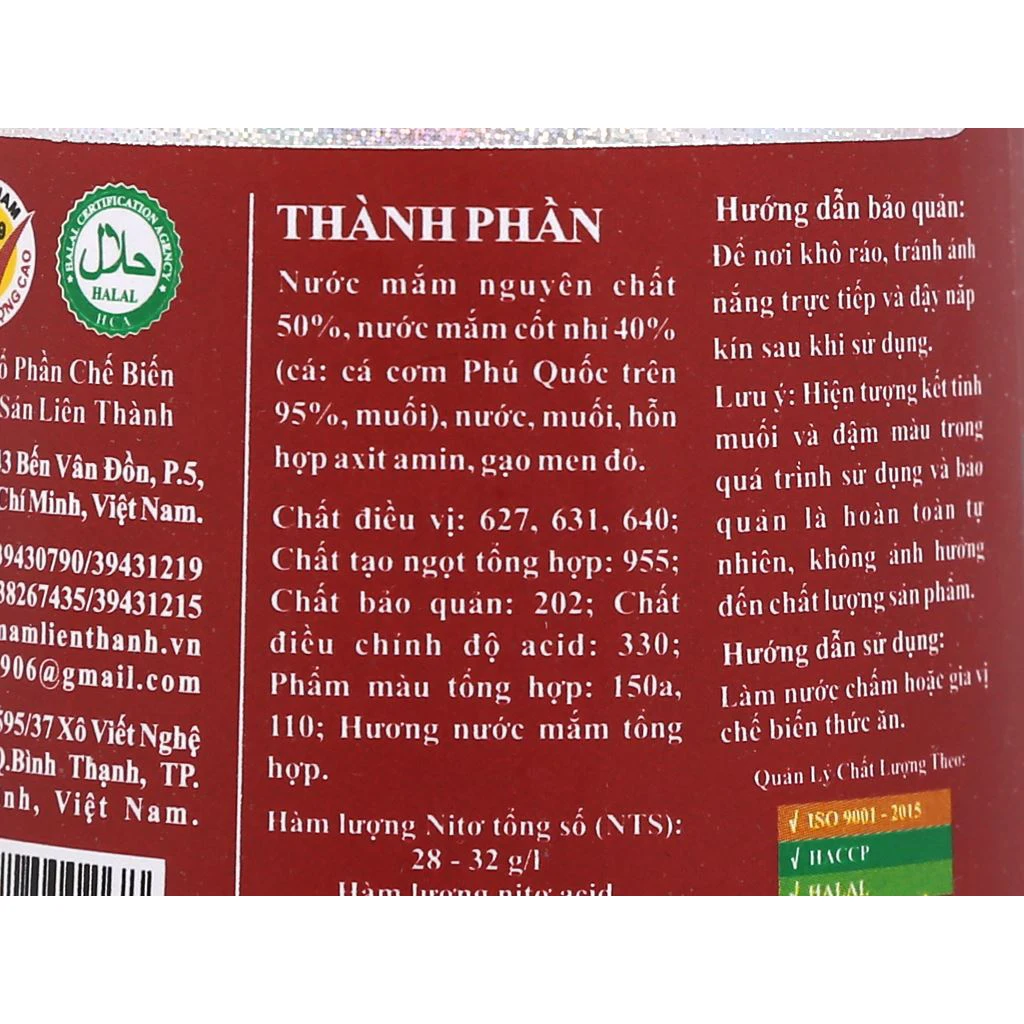 HALAL CERTIFICATION AGENCY
حلال
HALAL
HCA
Phần Chế Biến
Sản Liên Thành
Bến Vân Đồn, P.5,
Chí Minh, Việt Nam.
39430790/39431219
38267435/39431215
mamlienthanh.vn
906@gmail.com
595/37 Xô Viết Nghệ
Q.Bình Thạnh, TP.
Việt Nam.
THÀNH PHẦN
Nước mắm nguyên chất
50%, nước mắm cốt nhỉ 40%
(cá: cá cơm Phú Quốc trên
95%, muối), nước, muối, hỗn
hợp axit amin, gạo men đỏ.
Chất điều vị: 627, 631, 640;
Chất tạo ngọt tổng hợp: 955;
Chất bảo quản: 202; Chất
điều chỉnh độ acid: 330;
Phẩm màu tổng hợp: 150a,
110; Hương nước mắm tổng
hợp.
Hàm lượng Nitơ tổng số (NTS):
28 - 32 g/l
Hàm lượng nitơ acid
Hướng dẫn bảo quản:
Để nơi khô ráo, tránh ánh
nắng trực tiếp và đậy nắp
kín sau khi sử dụng.
Lưu ý: Hiện tượng kết tinh
muối và đậm màu trong
quá trình sử dụng và bảo
quản là hoàn toàn tự
nhiên, không ảnh hưởng
đến chất lượng sản phẩm.
Hướng dẫn sử dụng:
Làm nước chấm hoặc gia vị
chế biến thức ăn.
Quản Lý Chất Lượng Theo:
√ ISO 9001 - 2015
√ HACCP
√ HALAL